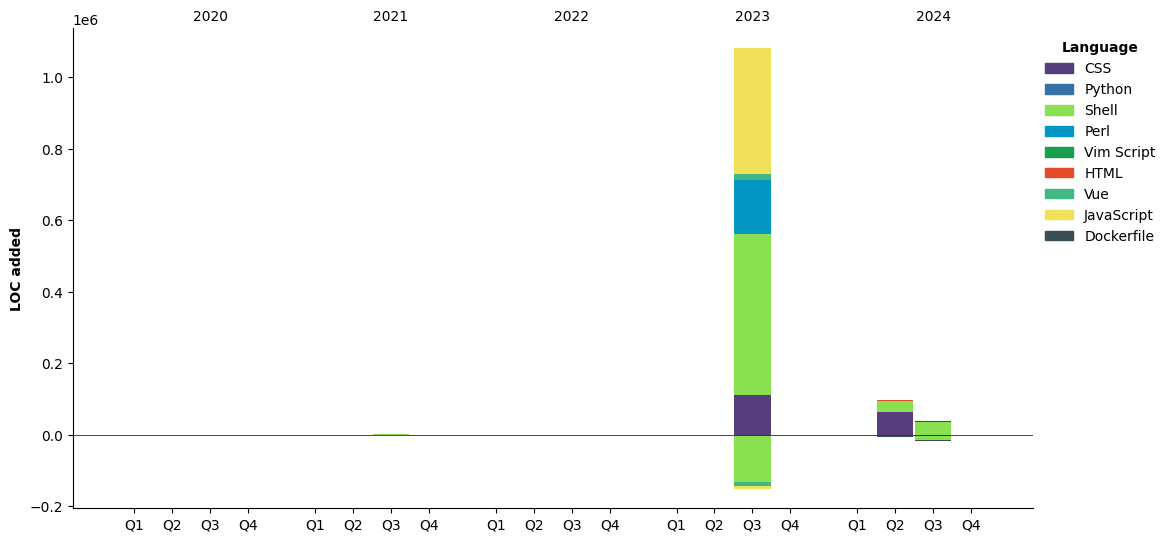 1e6
2020 2021 2022 2023 2024
LOC added
1.0
0.8
0.6
0.4
0.2
0.0
−0.2
Q1 Q2 Q3 Q4 Q1 Q2 Q3 Q4 Q1 Q2 Q3 Q4 Q1 Q2 Q3 Q4 Q1 Q2 Q3 Q4
Language
CSS
Python
Shell
Perl
Vim Script
HTML
Vue
JavaScript
Dockerfile